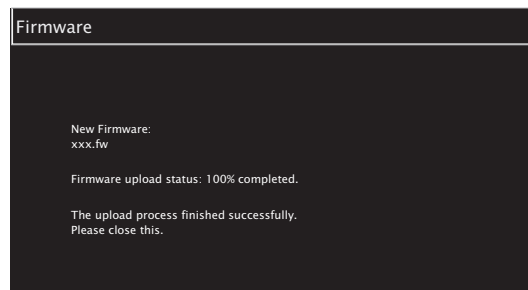 Firmware
New Firmware:
xxx.fw
Firmware upload status: 100% completed.
The upload process finished successfully.
Please close this.